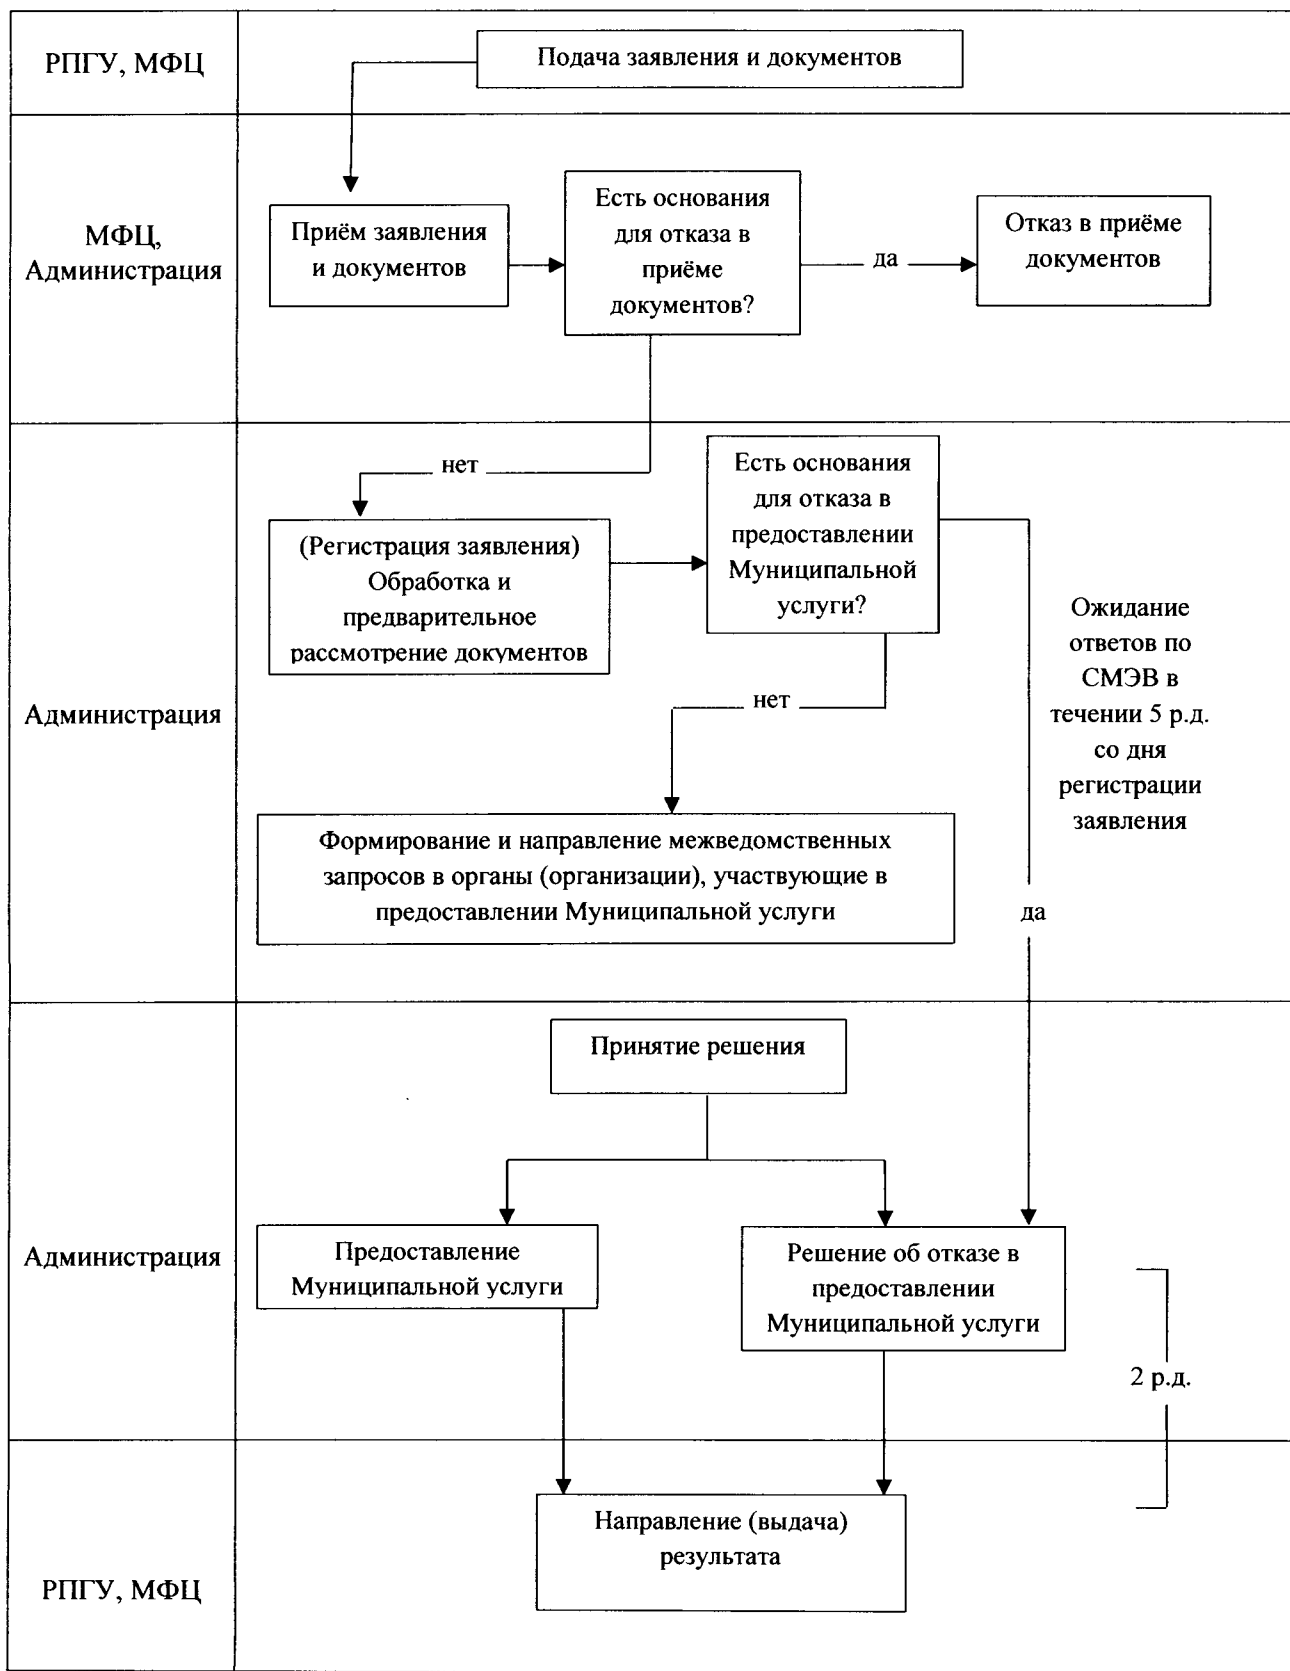 РПГУ, МФЦ
Подача заявления и документов
МФЦ,
Администрация
Приём заявления
и документов
Есть основания
для отказа в
приёме
документов?
да
Отказ в приёме
документов
Администрация
нет
(Регистрация заявления)
Обработка и
предварительное
рассмотрение документов
Есть основания
для отказа в
предоставлении
Муниципальной
услуги?
нет
Ожидание
ответов по
СМЭВ в
течении 5 р.д.
со дня
регистрации
заявления
Формирование и направление межведомственных
запросов в органы (организации), участвующие в
предоставлении Муниципальной услуги
да
Администрация
Принятие решения
Предоставление
Муниципальной услуги
Решение об отказе в
предоставлении
Муниципальной услуги
2 р.д.
РПГУ, МФЦ
Направление (выдача)
результата